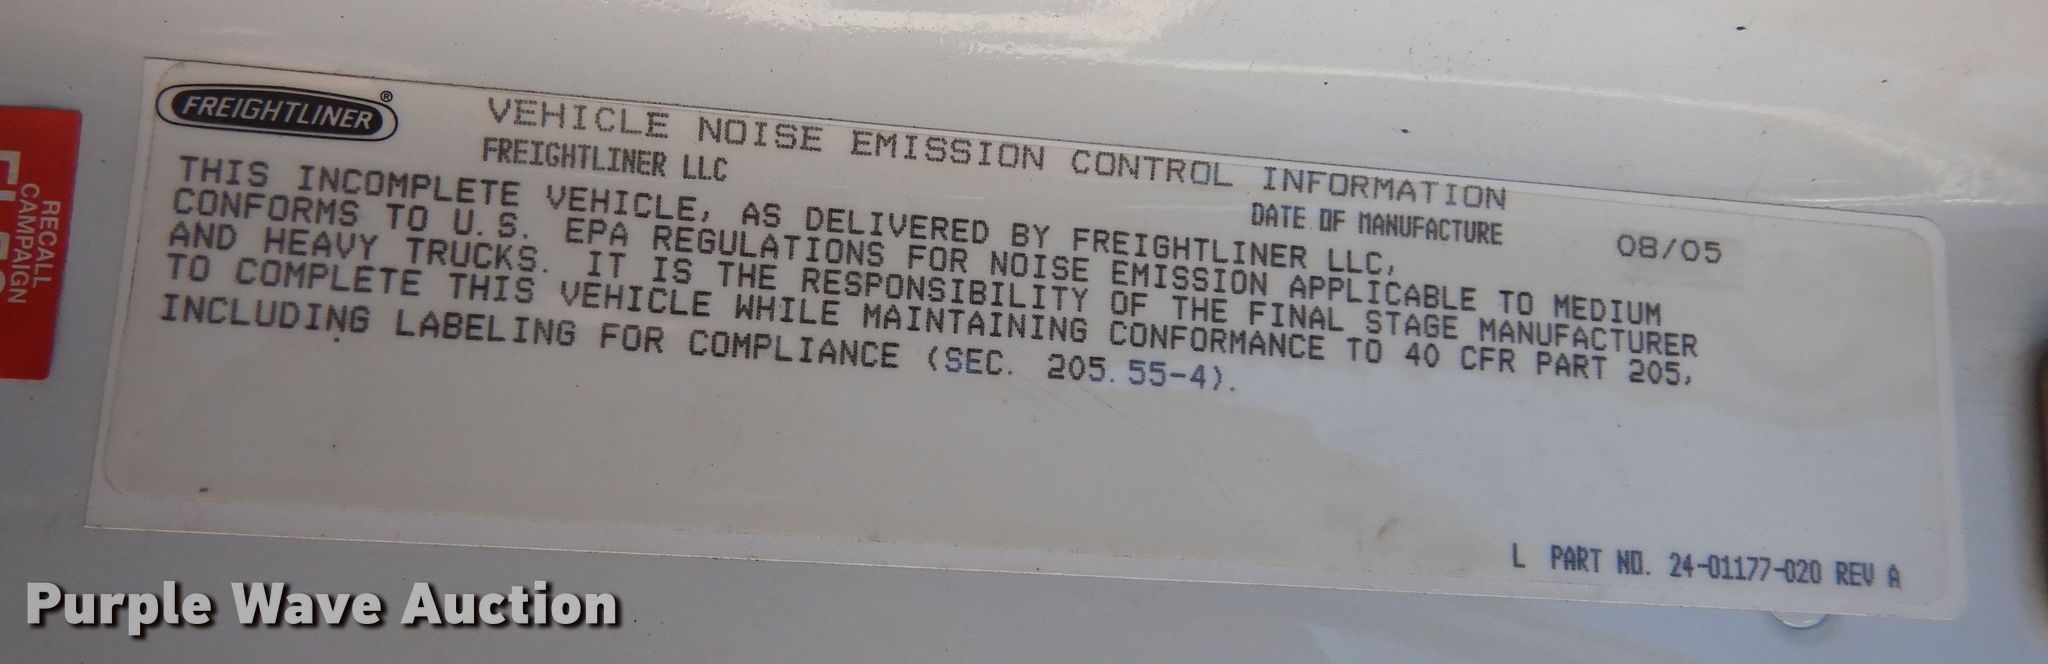 FREIGHTLINER®
VEHICLE NOISE EMISSION CONTROL INFORMATION
FREIGHTLINER LLC
DATE OF MANUFACTURE 08/05
THIS INCOMPLETE VEHICLE, AS DELIVERED BY FREIGHTLINER LLC,
CONFORMS TO U.S. EPA REGULATIONS FOR NOISE EMISSION APPLICABLE TO MEDIUM
AND HEAVY TRUCKS. IT IS THE RESPONSIBILITY OF THE FINAL STAGE MANUFACTURER
TO COMPLETE THIS VEHICLE WHILE MAINTAINING CONFORMANCE TO 40 CFR PART 205,
INCLUDING LABELING FOR COMPLIANCE (SEC. 205.55-4).
L PART NO. 24-01177-020 REV A
RECALL
CAMPAIGN
Purple Wave Auction